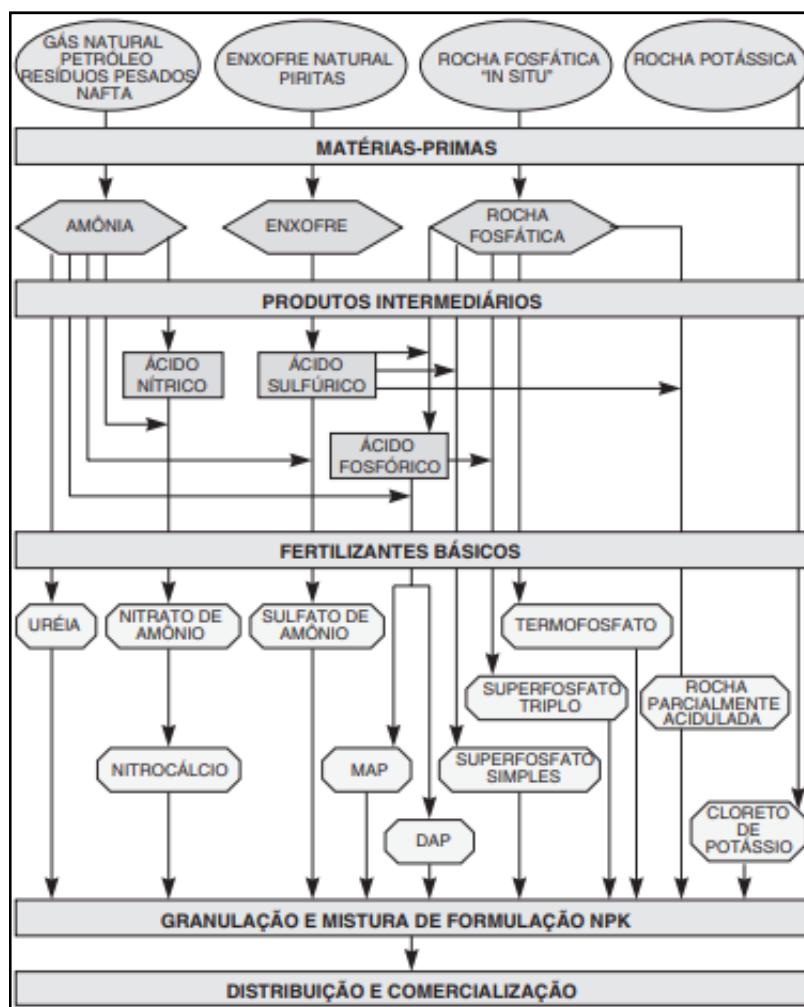 GÁS NATURAL
PETRÓLEO
RESÍDUOS PESADOS
NAFTA
ENXOFRE NATURAL
PIRITAS
ROCHA FOSFÁTICA
“IN SITU”
ROCHA POTÁSSICA
MATÉRIAS-PRIMAS
AMÔNIA
ENXOFRE
ROCHA
FOSFÁTICA
PRODUTOS INTERMEDIÁRIOS
ÁCIDO
NÍTRICO
ÁCIDO
SULFÚRICO
ÁCIDO
FOSFÓRICO
FERTILIZANTES BÁSICOS
URÉIA
NITRATO DE
AMÔNIO
SULFATO DE
AMÔNIO
TERMOFOSFATO
SUPERFOSFATO
TRIPLO
ROCHA
PARCIALMENTE
ACIDULADA
NITROCÁLCIO
MAP
SUPERFOSFATO
SIMPLES
DAP
CLORETO
DE
POTÁSSIO
GRANULAÇÃO E MISTURA DE FORMULAÇÃO NPK
DISTRIBUIÇÃO E COMERCIALIZAÇÃO